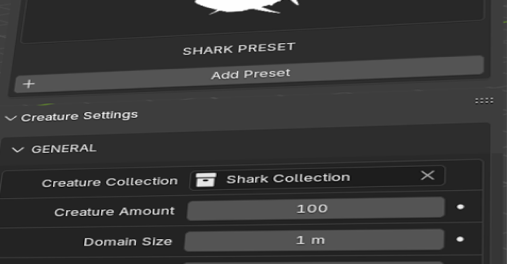 SHARK PRESET
Add Preset
Creature Settings
GENERAL
Creature Collection Shark Collection
Creature Amount 100
Domain Size 1 m